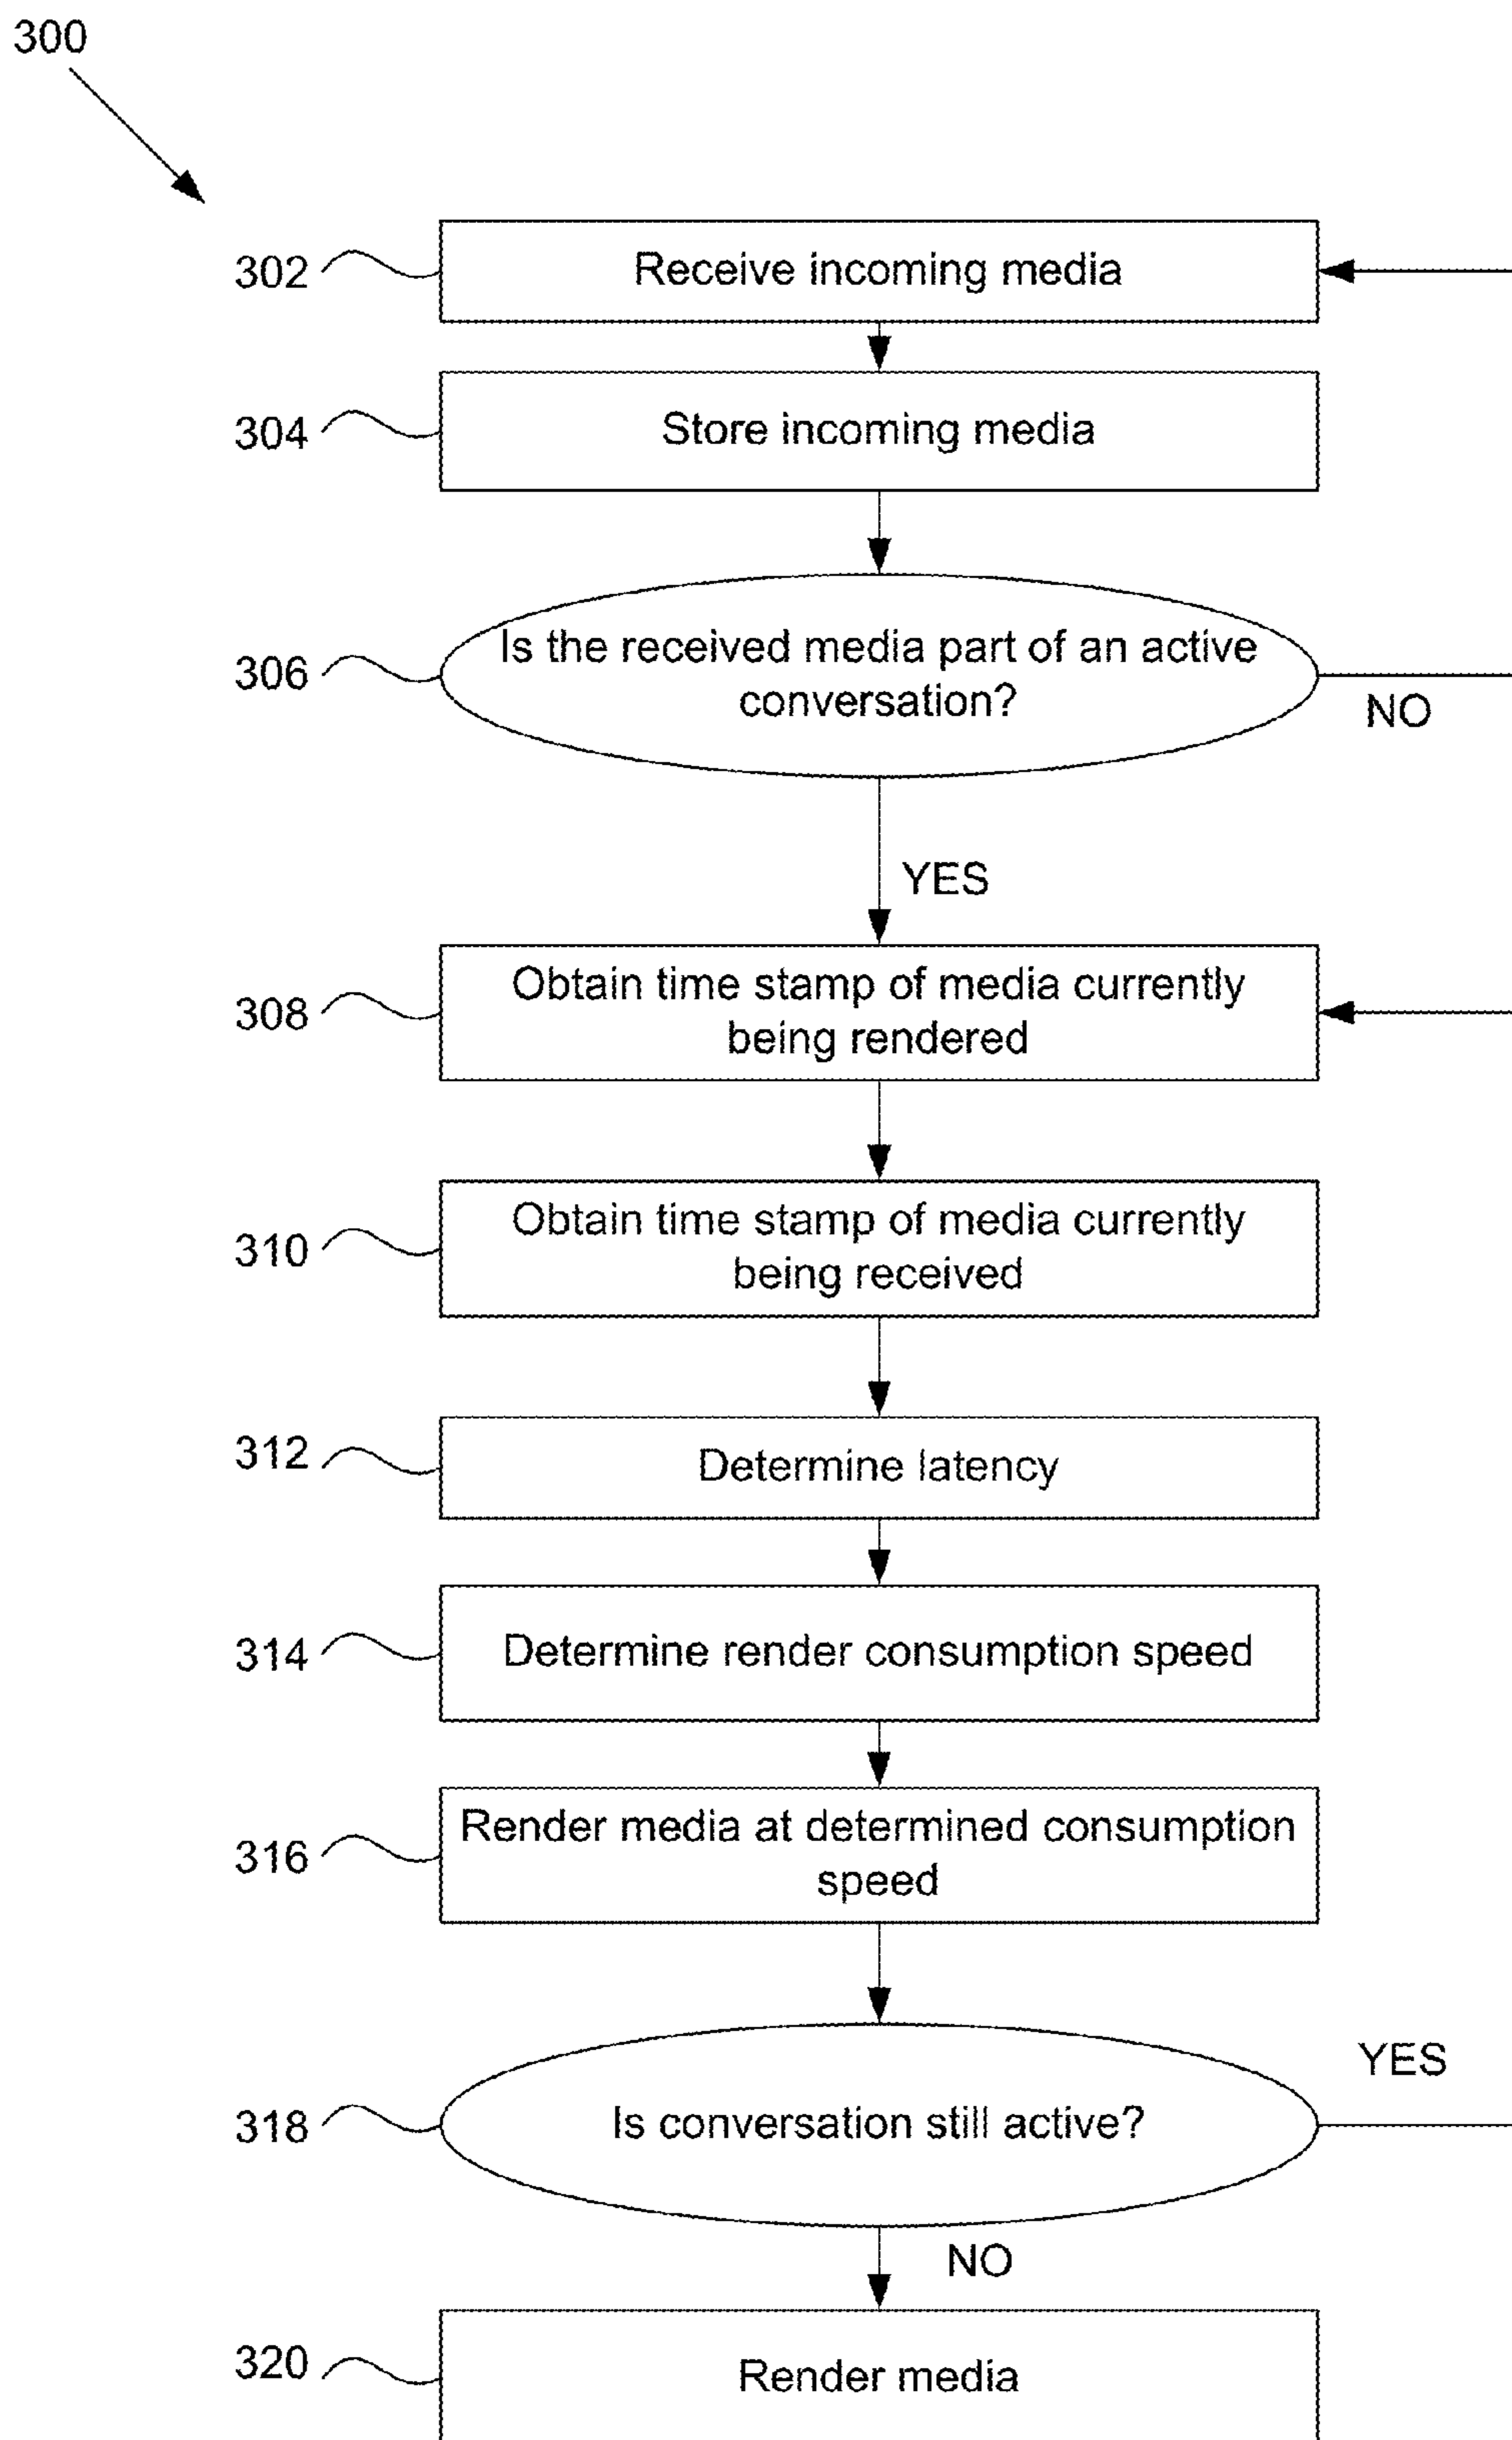 300
302
Receive incoming media
304
Store incoming media
306
Is the received media part of an active
conversation?
NO
YES
308
Obtain time stamp of media currently
being rendered
310
Obtain time stamp of media currently
being received
312
Determine latency
314
Determine render consumption speed
316
Render media at determined consumption
speed
YES
318
Is conversation still active?
NO
320
Render media